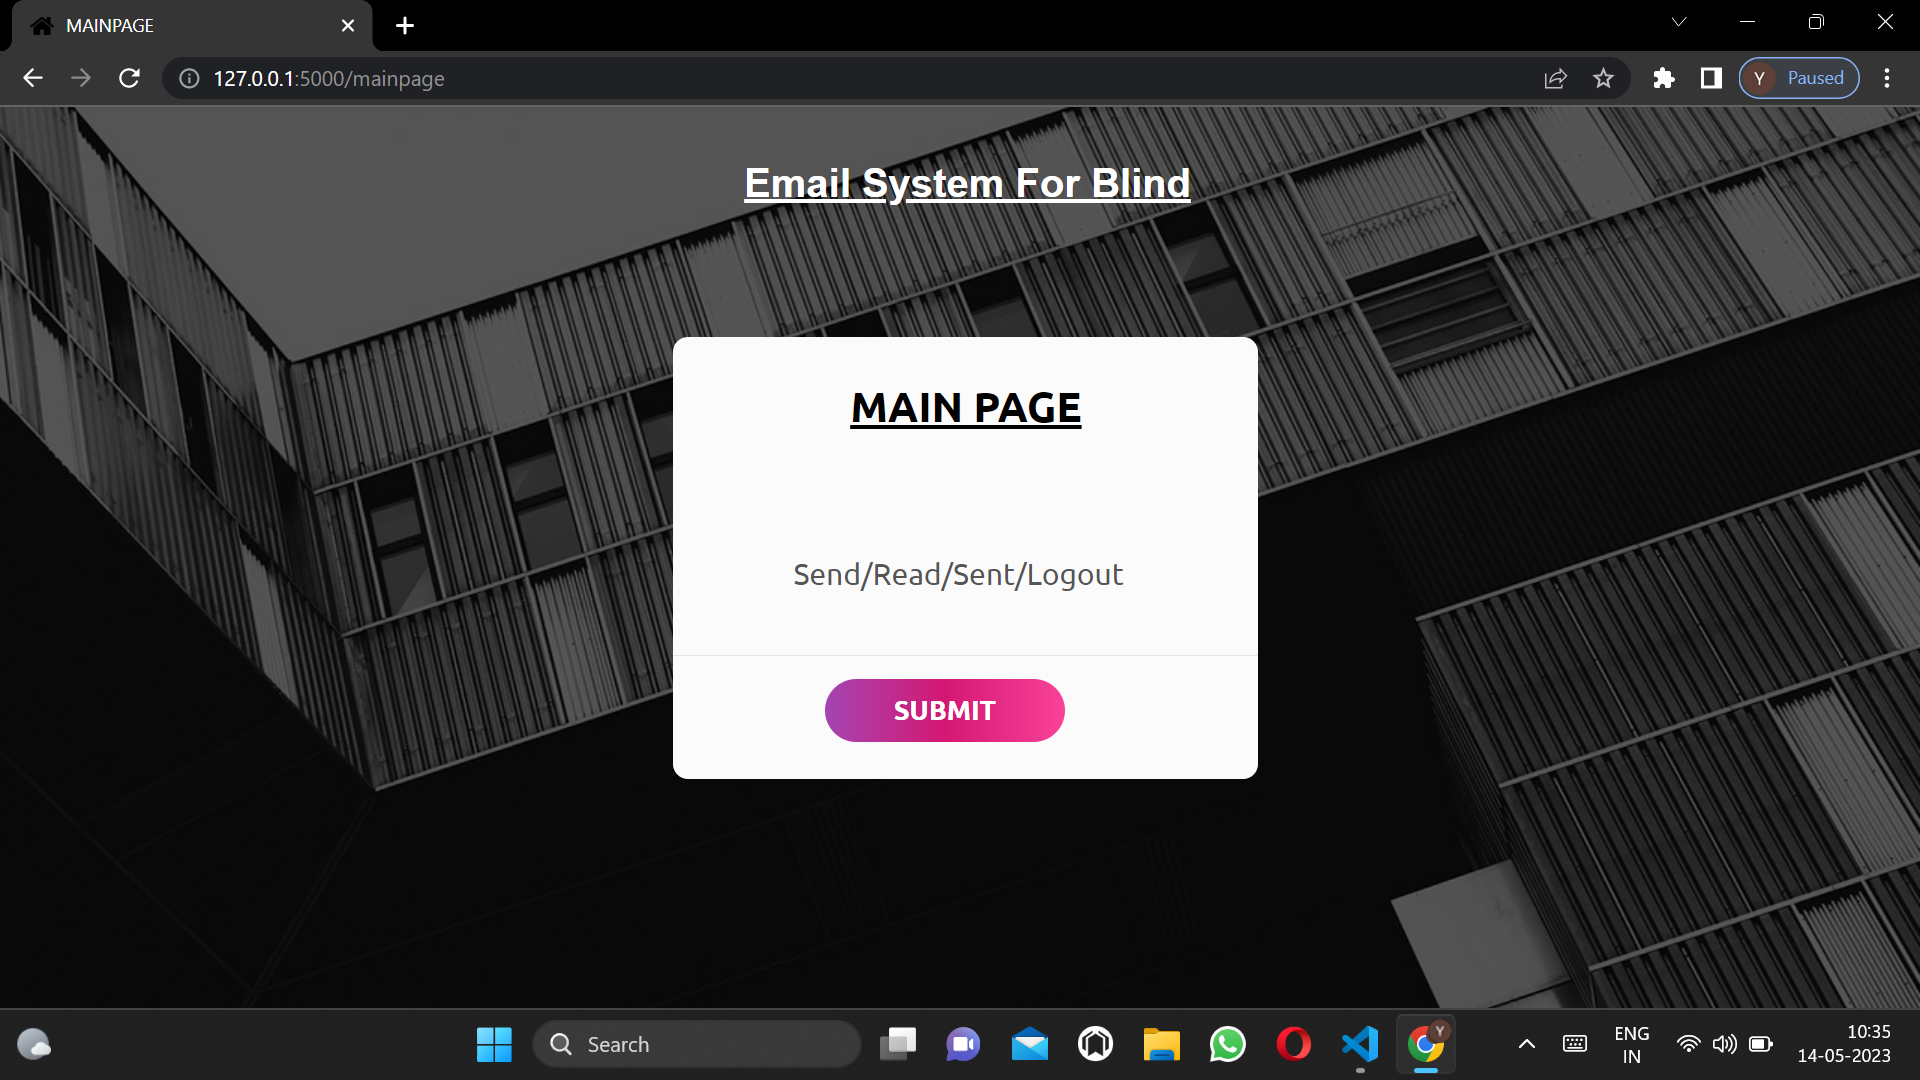 MAINPAGE
127.0.0.1:5000/mainpage
Y Paused
Email System For Blind
MAIN PAGE
Send/Read/Sent/Logout
SUBMIT
Search
Y
ENG
IN
10:35
14-05-2023